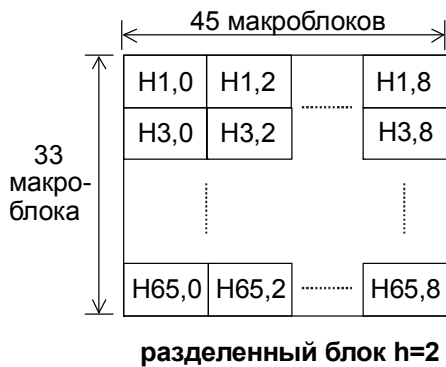 45 макроблоков
H1,0 H1,2 H1,8
H3,0 H3,2 H3,8
33
макро-
блока
H65,0 H65,2 H65,8
разделенный блок h=2